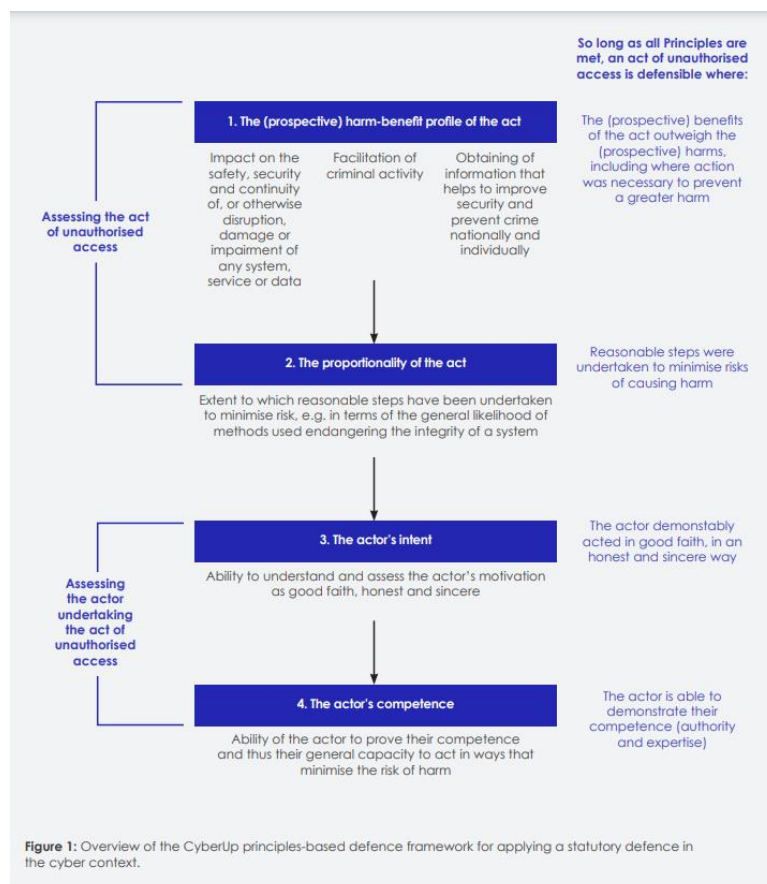 So long as all Principles are
met, an act of unauthorised
access is defensible where:
1. The (prospective) harm-benefit profile of the act
The (prospective) benefits
of the act outweigh the
(prospective) harms,
including where action
was necessary to prevent
a greater harm
Impact on the
safety, security
and continuity
of, or otherwise
disruption,
damage or
impairment of
any system,
service or data
Facilitation of
criminal activity
Obtaining of
information that
helps to improve
security and
prevent crime
nationally and
individually
Assessing the act
of unauthorised
access
2. The proportionality of the act
Reasonable steps were
undertaken to minimise risks
of causing harm
Extent to which reasonable steps have been undertaken
to minimise risk, e.g. in terms of the general likelihood of
methods used endangering the integrity of a system
3. The actor's intent
The actor demonstably
acted in good faith, in an
honest and sincere way
Ability to understand and assess the actor's motivation
as good faith, honest and sincere
Assessing
the actor
undertaking
the act of
unauthorised
access
4. The actor's competence
The actor is able to
demonstrate their
competence (authority
and expertise)
Ability of the actor to prove their competence
and thus their general capacity to act in ways that
minimise the risk of harm
Figure 1: Overview of the CyberUp principles-based defence framework for applying a statutory defence in
the cyber context.